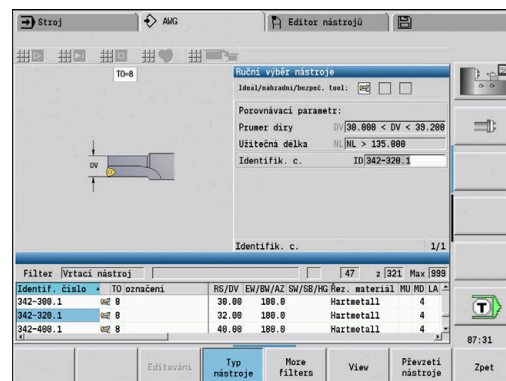 Stroj
AWG
Editor nástrojů
TO=8
Ruční výběr nástroje
Ideál/náhradní/bezpeč. tool:
Porovnávací parametr:
Prumer díry DV 30.000 < DV < 39.200
Užitečná délka NL NL > 135.000
Identifik. c. ID 342-320.1
DV
Identifik. c. 1/1
Filter Vrtací nástroj 47 z 321 Max 999
Identif. číslo TO označení RS/DV EW/BW/AZ SW/SB/HG Řez. materiál MU MD LA
342-300.1 8 30.00 180.0 Hartmetall 4
342-320.1 8 32.00 180.0 Hartmetall 4
342-400.1 8 40.00 180.0 Hartmetall 4
T
07:31
Editování
Typ nástroje
More filters
View
Převzetí nástroje
Zpet